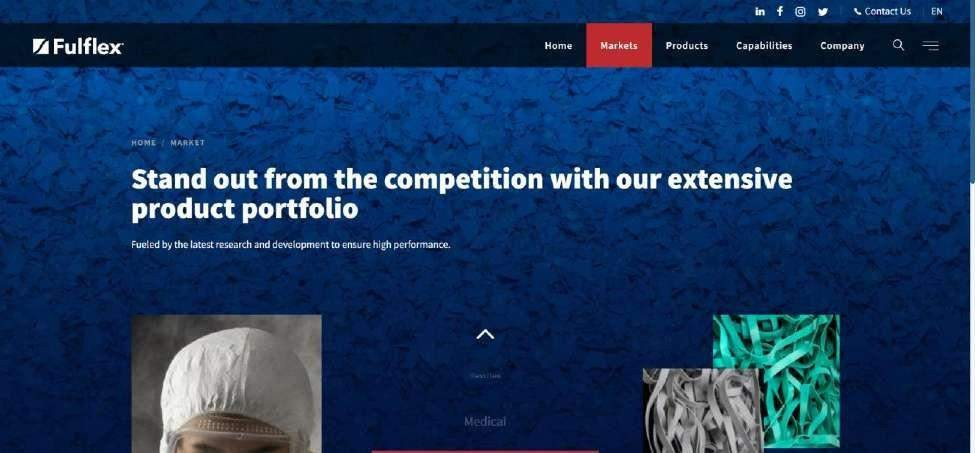 in f Contact Us EN
Fulflex Home Markets Products Capabilities Company
HOME / MARKET
Stand out from the competition with our extensive
product portfolio
Fueled by the latest research and development to ensure high performance.
Medical